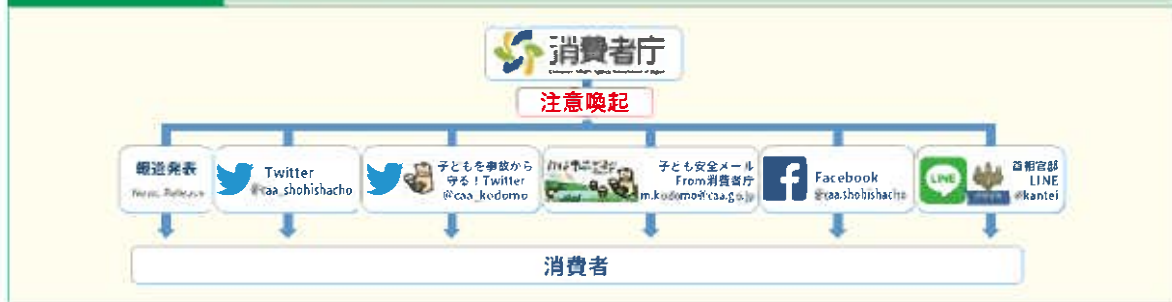 消費者庁
注意喚起
報道発表
News Release
Twitter
@caa_shohishacho
子どもを事故から
守る！Twitter
@caa_kodomo
子ども安全メール
From消費者庁
m.kodomo@caa.go.jp
Facebook
@caa.shohishacho
LINE
首相官邸
LINE
@kantei
消費者